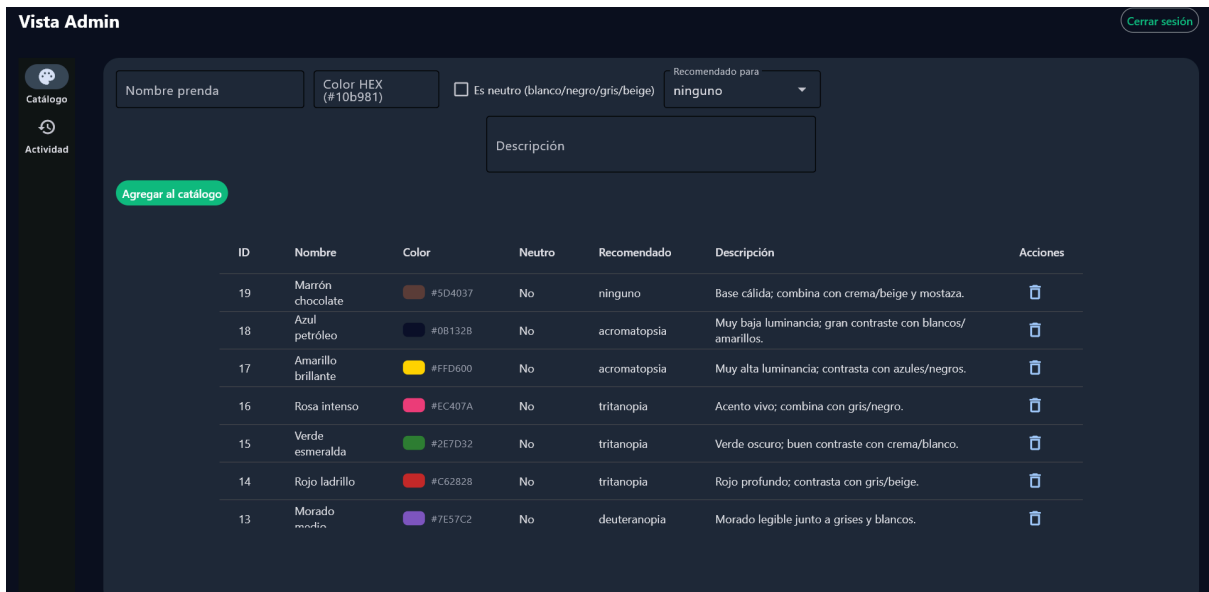 Vista Admin
Cerrar sesión
Catálogo
Actividad
Nombre prenda
Color HEX
(#10b981)
Es neutro (blanco/negro/gris/beige)
Recomendado para
ninguno
Descripción
Agregar al catálogo
ID Nombre Color Neutro Recomendado Descripción Acciones
19 Marrón chocolate #5D4037 No ninguno Base cálida; combina con crema/beige y mostaza.
18 Azul petróleo #0B132B No acromatopsia Muy baja luminancia; gran contraste con blancos/
amarillos.
17 Amarillo brillante #FFD600 No acromatopsia Muy alta luminancia; contrasta con azules/negros.
16 Rosa intenso #EC407A No tritanopia Acento vivo; combina con gris/negro.
15 Verde esmeralda #2E7D32 No tritanopia Verde oscuro; buen contraste con crema/blanco.
14 Rojo ladrillo #C62828 No tritanopia Rojo profundo; contrasta con gris/beige.
13 Morado medio #7E57C2 No deuteranopia Morado legible junto a grises y blancos.